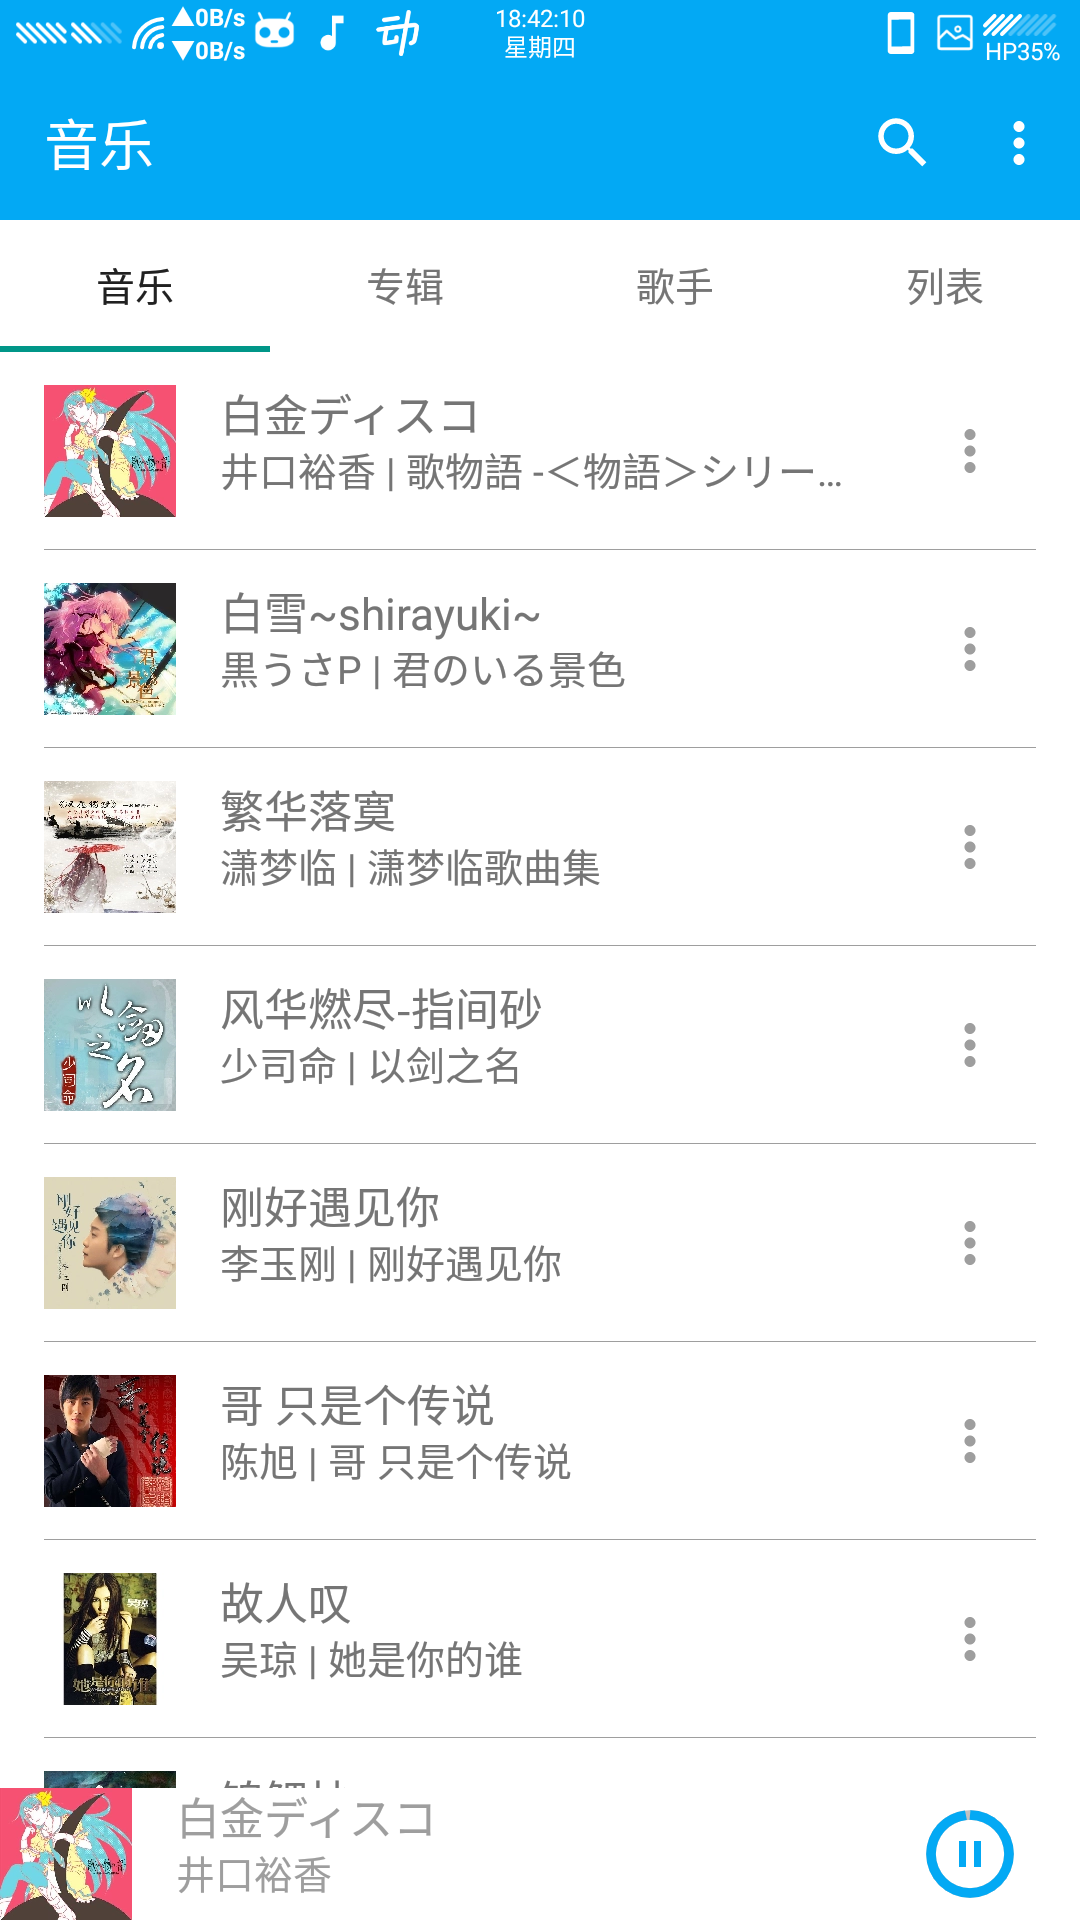 ▲0B/s
▼0B/s
18:42:10
星期四
HP35%
音乐
音乐 专辑 歌手 列表
白金ディスコ
井口裕香 | 歌物語 -＜物語＞シリー...
白雪~shirayuki~
黒うさP | 君のいる景色
繁华落寞
潇梦临 | 潇梦临歌曲集
风华燃尽-指间砂
少司命 | 以剑之名
刚好遇见你
李玉刚 | 刚好遇见你
哥 只是个传说
陈旭 | 哥 只是个传说
故人叹
吴琼 | 她是你的谁
白金ディスコ
井口裕香